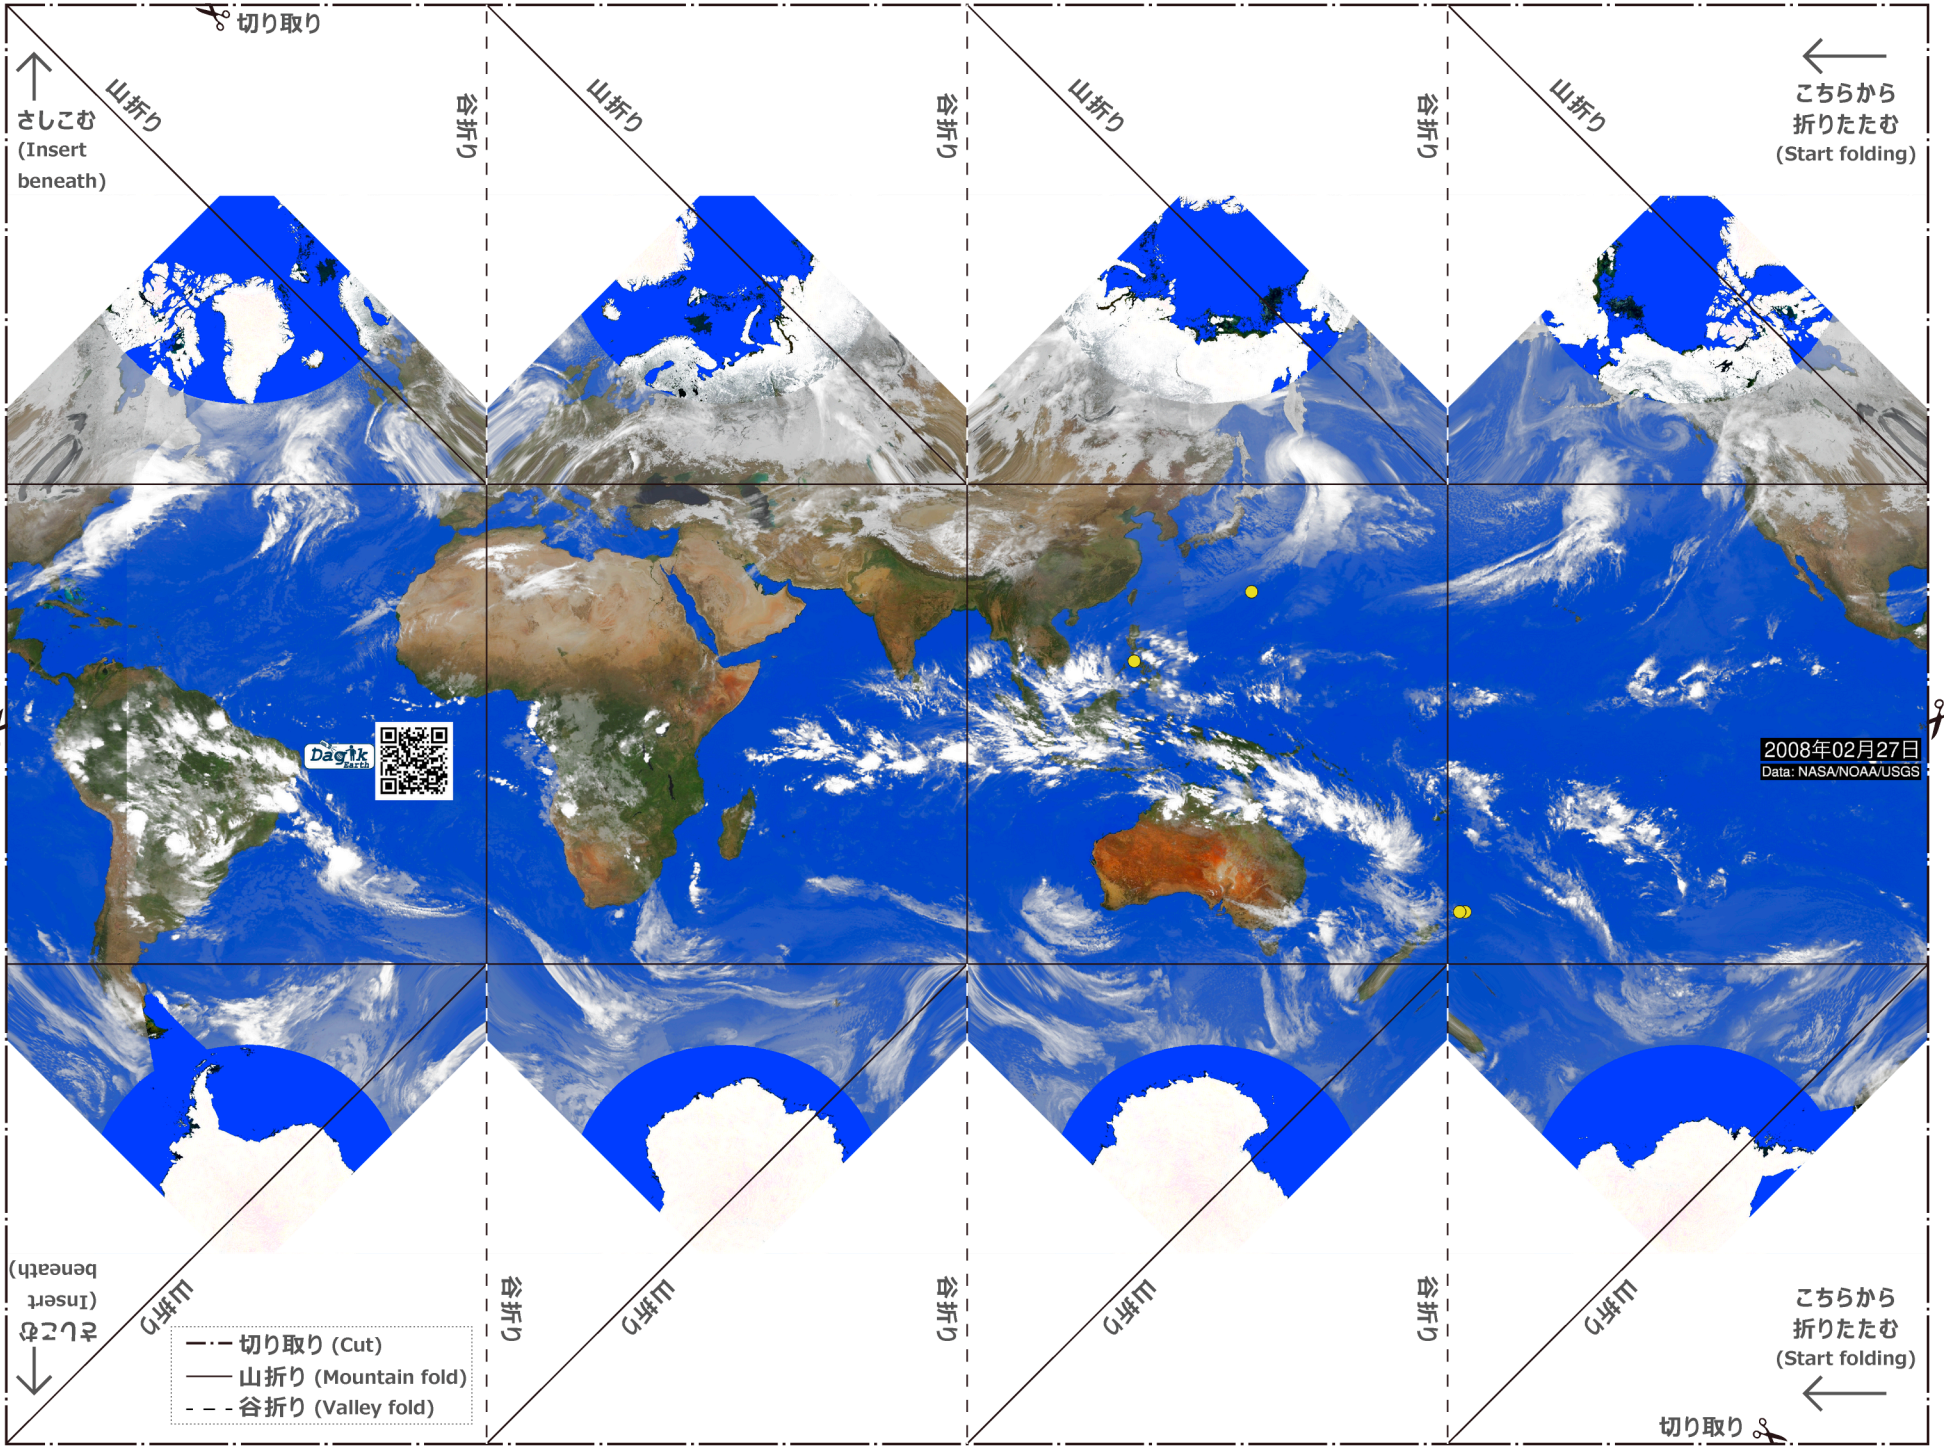 切り取り
山折り
谷折り
山折り
谷折り
山折り
谷折り
山折り
さしこむ
(Insert
beneath)
こちらから
折りたたむ
(Start folding)
Dagik
Earth
2008年02月27日
Data: NASA/NOAA/USGS
さしこむ
(Insert
beneath)
山折り
谷折り
山折り
谷折り
山折り
谷折り
山折り
こちらから
折りたたむ
(Start folding)
切り取り (Cut)
山折り (Mountain fold)
谷折り (Valley fold)
切り取り